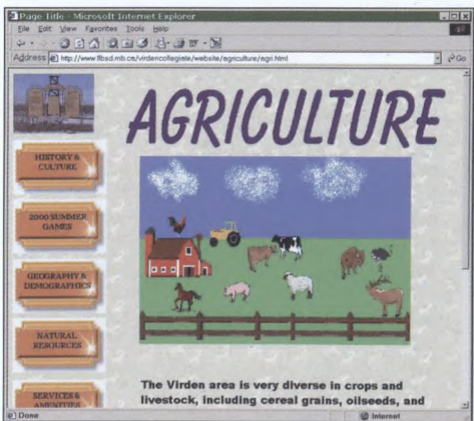 Page Title - Microsoft Internet Explorer
File Edit View Favorites Tools Help
Address http://www.flbsd.mb.ca/virdencollegiate/website/agriculture/agri.html Go
AGRICULTURE
HISTORY &
CULTURE
2000 SUMMER
GAMES
GEOGRAPHY &
DEMOGRAPHICS
NATURAL
RESOURCES
SERVICES &
AMENITIES
The Virden area is very diverse in crops and
livestock, including cereal grains, oilseeds, and
Done Internet